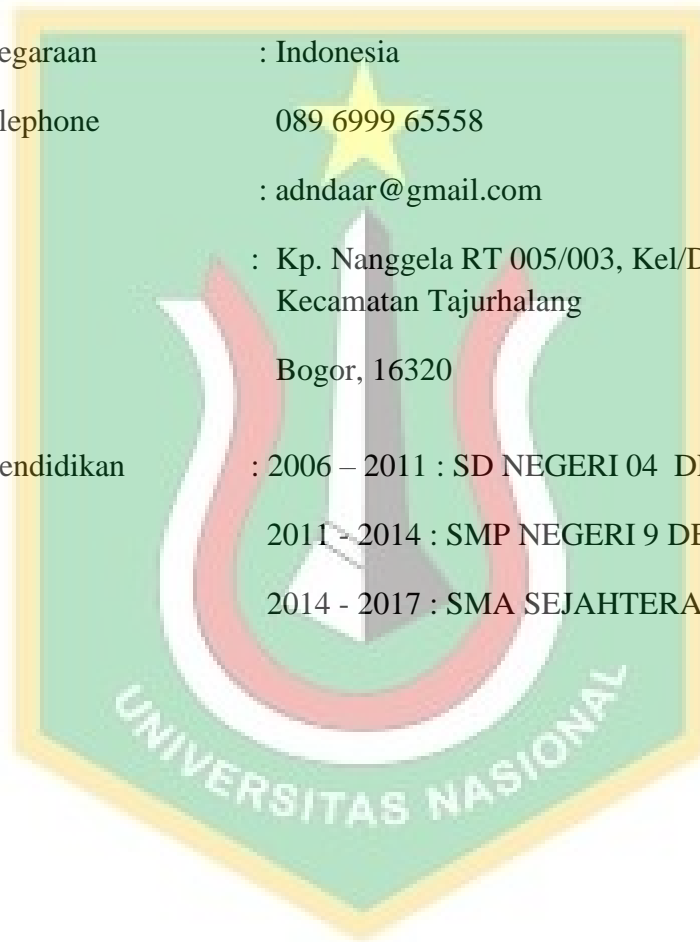 egaraan : Indonesia
lephone 089 6999 65558
: adndaar@gmail.com
: Kp. Nanggela RT 005/003, Kel/D
Kecamatan Tajurhalang
Bogor, 16320
endidikan : 2006 – 2011 : SD NEGERI 04
2011 - 2014 : SMP NEGERI 9 DE
2014 - 2017 : SMA SEJAHTERA
UNIVERSITAS NASIONAL